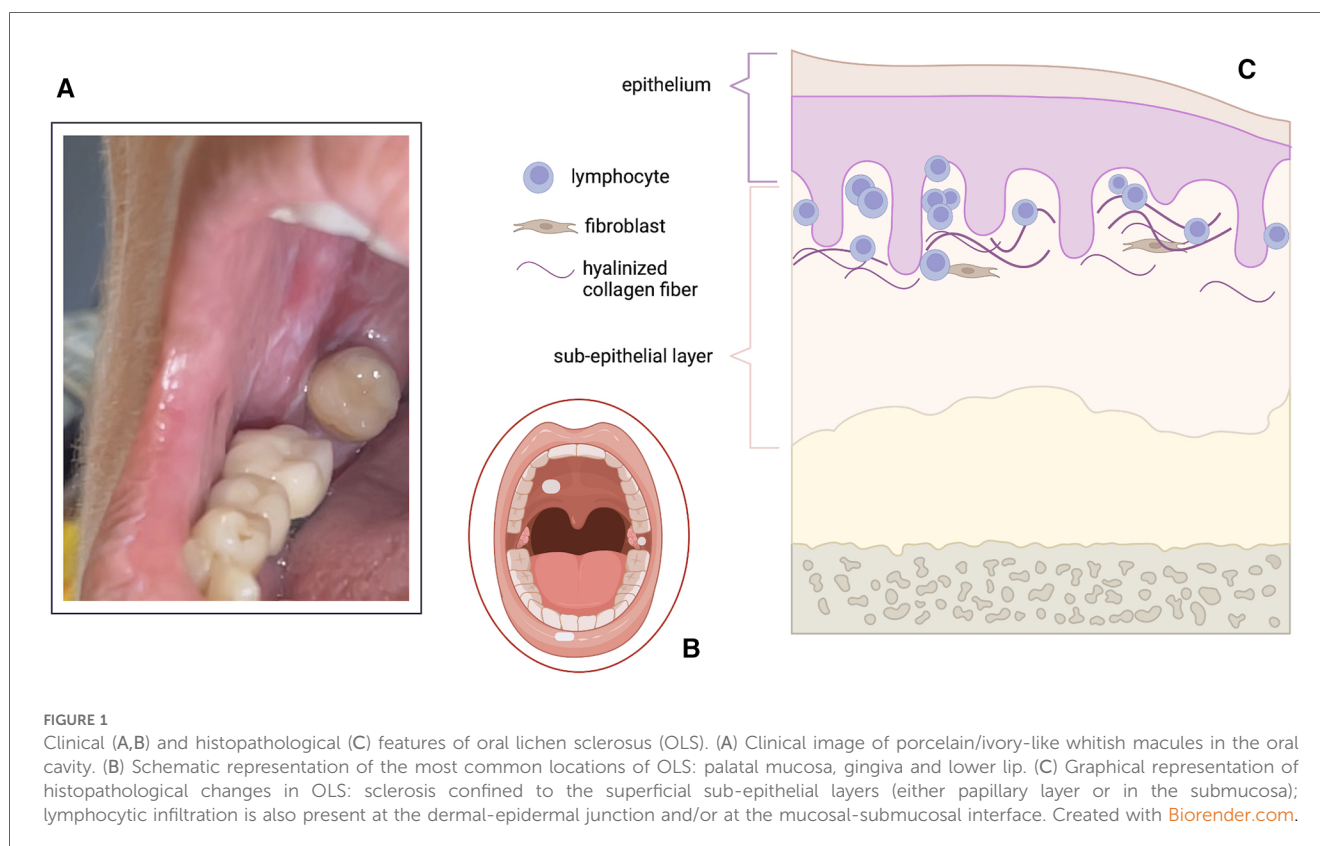 A
epithelium
C
lymphocyte
fibroblast
hyalinized
collagen fiber
sub-epithelial layer
B
FIGURE 1
Clinical (A,B) and histopathological (C) features of oral lichen sclerosus (OLS). (A) Clinical image of porcelain/ivory-like whitish macules in the oral
cavity. (B) Schematic representation of the most common locations of OLS: palatal mucosa, gingiva and lower lip. (C) Graphical representation of
histopathological changes in OLS: sclerosis confined to the superficial sub-epithelial layers (either papillary layer or in the submucosa);
lymphocytic infiltration is also present at the dermal-epidermal junction and/or at the mucosal-submucosal interface. Created with Biorender.com.